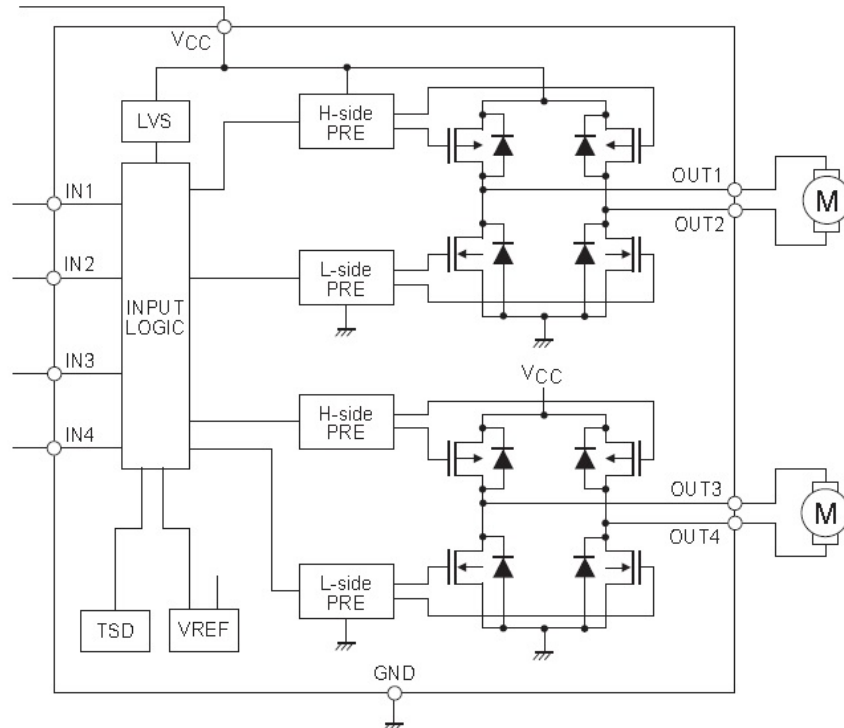 VCC
LVS
H-side
PRE
IN1
OUT1
M
OUT2
IN2
L-side
PRE
INPUT
LOGIC
IN3
VCC
H-side
PRE
IN4
OUT3
M
OUT4
L-side
PRE
TSD
VREF
GND